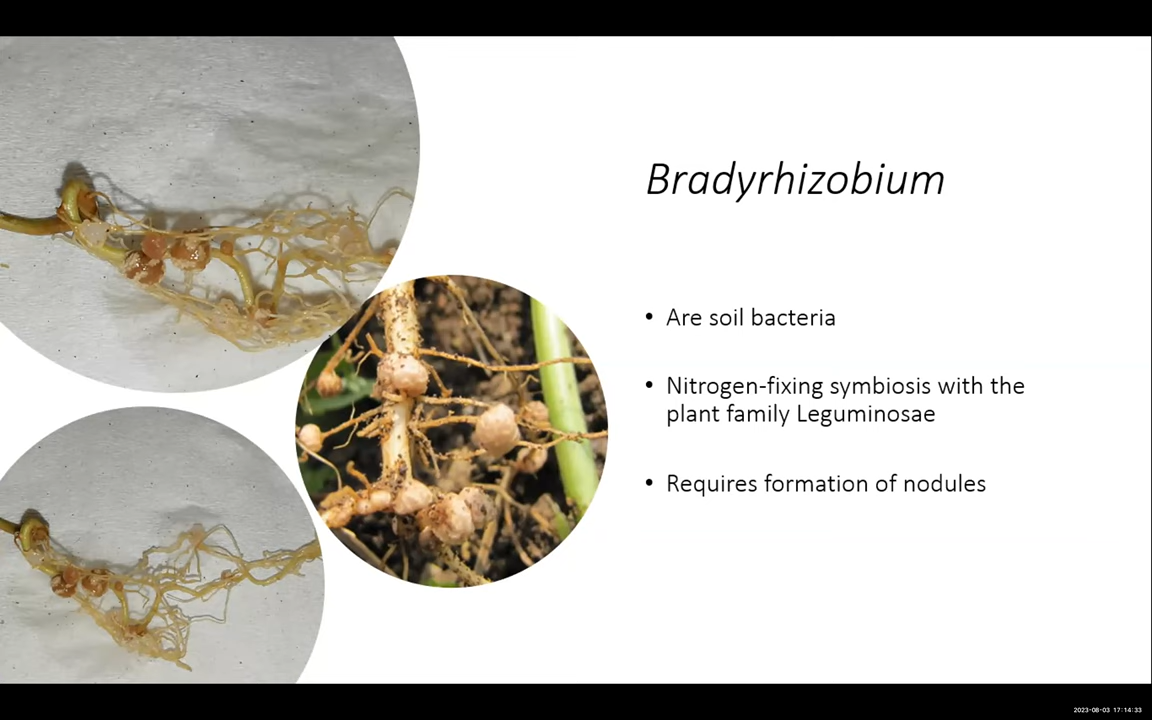 Bradyrhizobium
• Are soil bacteria
• Nitrogen-fixing symbiosis with the
plant family Leguminosae
• Requires formation of nodules
2023-08-03 17:14:33